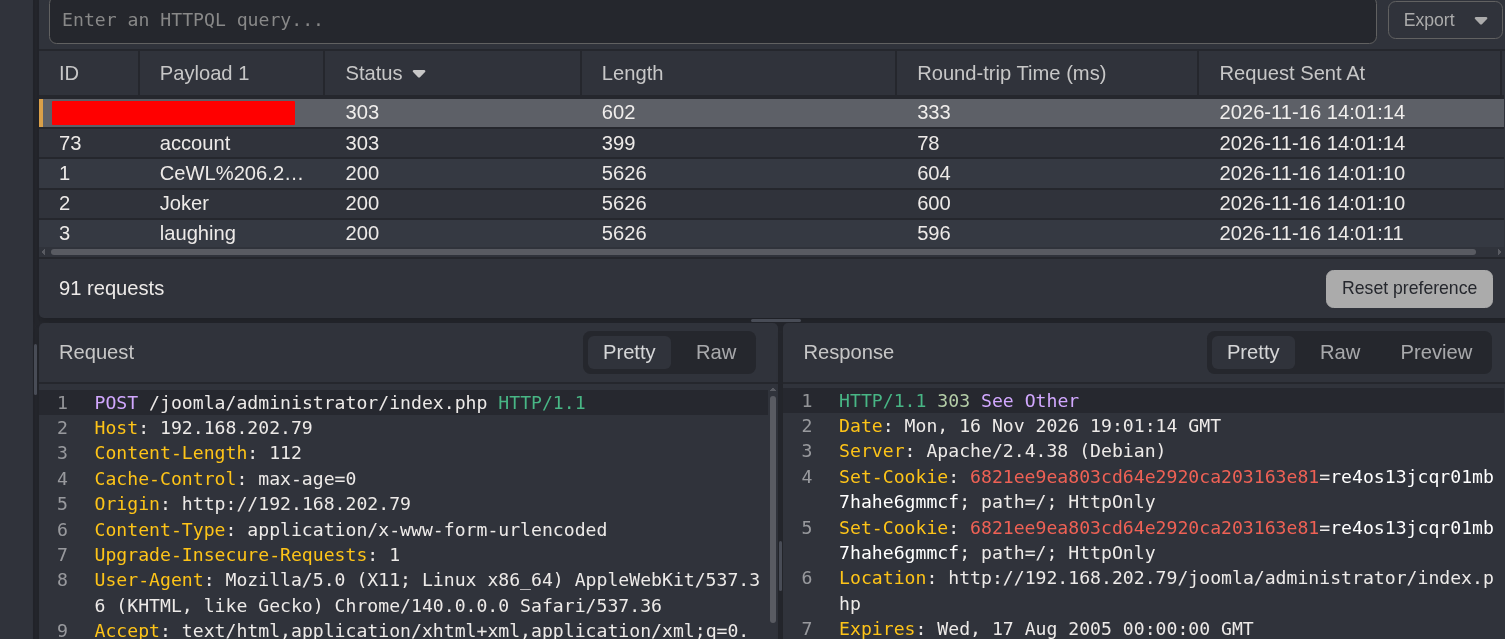 Enter an HTTPQL query...
Export
ID Payload 1 Status Length Round-trip Time (ms) Request Sent At
303 602 333 2026-11-16 14:01:14
73 account 303 399 78 2026-11-16 14:01:14
1 CeWL%206.2… 200 5626 604 2026-11-16 14:01:10
2 Joker 200 5626 600 2026-11-16 14:01:10
3 laughing 200 5626 596 2026-11-16 14:01:11
91 requests
Reset preference
Request Pretty Raw
1 POST /joomla/administrator/index.php HTTP/1.1
2 Host: 192.168.202.79
3 Content-Length: 112
4 Cache-Control: max-age=0
5 Origin: http://192.168.202.79
6 Content-Type: application/x-www-form-urlencoded
7 Upgrade-Insecure-Requests: 1
8 User-Agent: Mozilla/5.0 (X11; Linux x86_64) AppleWebKit/537.3
6 (KHTML, like Gecko) Chrome/140.0.0.0 Safari/537.36
9 Accept: text/html,application/xhtml+xml,application/xml;q=0.
Response Pretty Raw Preview
1 HTTP/1.1 303 See Other
2 Date: Mon, 16 Nov 2026 19:01:14 GMT
3 Server: Apache/2.4.38 (Debian)
4 Set-Cookie: 6821ee9ea803cd64e2920ca203163e81=re4os13jcqr01mb
7hahe6gmmcf; path=/; HttpOnly
5 Set-Cookie: 6821ee9ea803cd64e2920ca203163e81=re4os13jcqr01mb
7hahe6gmmcf; path=/; HttpOnly
6 Location: http://192.168.202.79/joomla/administrator/index.p
hp
7 Expires: Wed, 17 Aug 2005 00:00:00 GMT